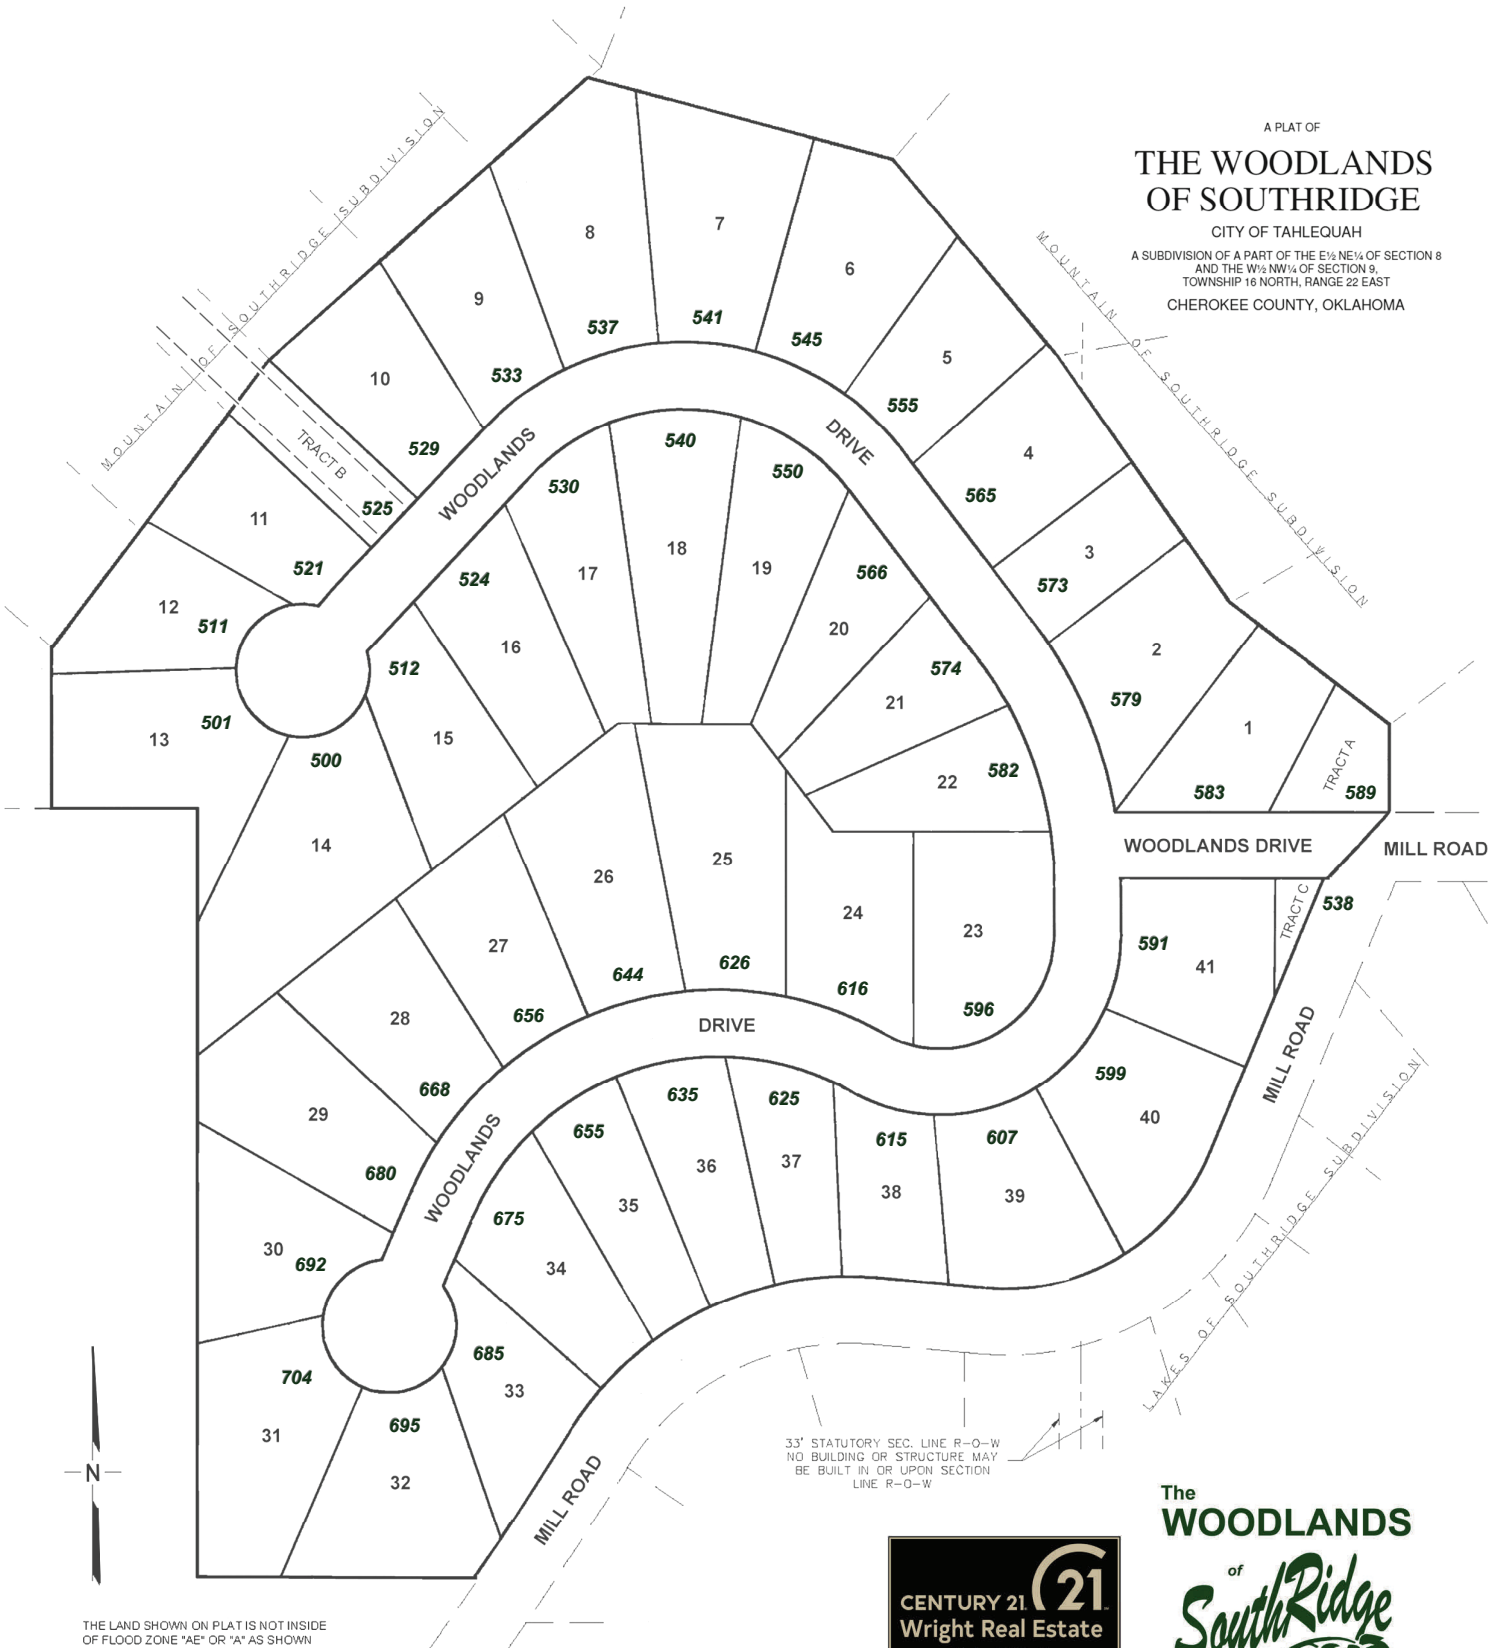 A PLAT OF
THE WOODLANDS
OF SOUTHRIDGE
CITY OF TAHLEQUAH
A SUBDIVISION OF A PART OF THE E½ NE¼ OF SECTION 8
AND THE W½ NW¼ OF SECTION 9,
TOWNSHIP 16 NORTH, RANGE 22 EAST
CHEROKEE COUNTY, OKLAHOMA
MOUNTAIN OF SOUTHRIDGE SUBDIVISION
MOUNTAIN OF SOUTHRIDGE SUBDIVISION
8
537
7
541
6
545
9
533
10
529
5
555
4
565
3
573
2
579
1
583
TRACT A
589
TRACT B
525
11
521
12
511
13
501
14
500
15
512
16
524
17
530
18
540
19
550
20
566
21
574
22
582
WOODLANDS
DRIVE
WOODLANDS DRIVE
MILL ROAD
TRACT C
538
23
596
24
616
25
626
26
644
27
656
28
668
29
680
30
692
31
704
32
695
33
685
34
675
35
655
36
635
37
625
38
615
39
607
40
599
41
591
DRIVE
WOODLANDS
MILL ROAD
MILL ROAD
LAKES OF SOUTHRIDGE SUBDIVISION
33' STATUTORY SEC. LINE R-O-W
NO BUILDING OR STRUCTURE MAY
BE BUILT IN OR UPON SECTION
LINE R-O-W
N
THE LAND SHOWN ON PLAT IS NOT INSIDE
OF FLOOD ZONE "AE" OR "A" AS SHOWN
CENTURY 21
21
Wright Real Estate
The
WOODLANDS
of
SouthRidge